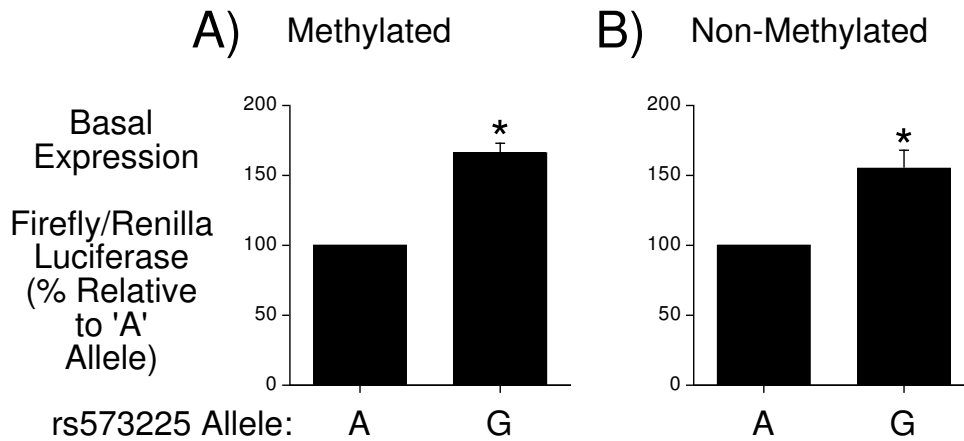 A) Methylated
B) Non-Methylated
Basal
Expression
Firefly/Renilla
Luciferase
(% Relative
to 'A'
Allele)
200
150
100
50
0
*
200
150
100
50
0
*
rs573225 Allele: A G A G